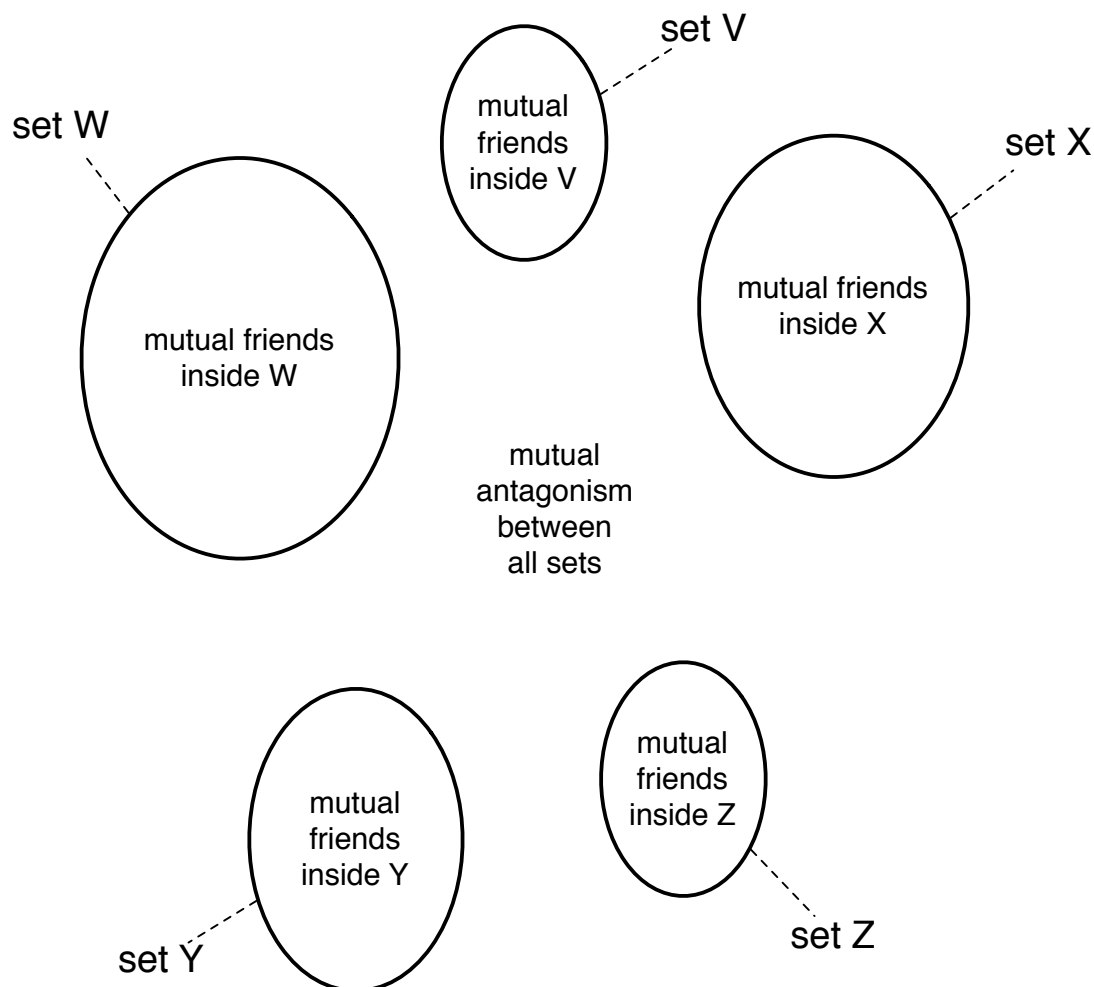 set V
mutual
friends
inside V
set W
set X
mutual friends
inside X
mutual friends
inside W
mutual
antagonism
between
all sets
mutual
friends
inside Z
mutual
friends
inside Y
set Z
set Y